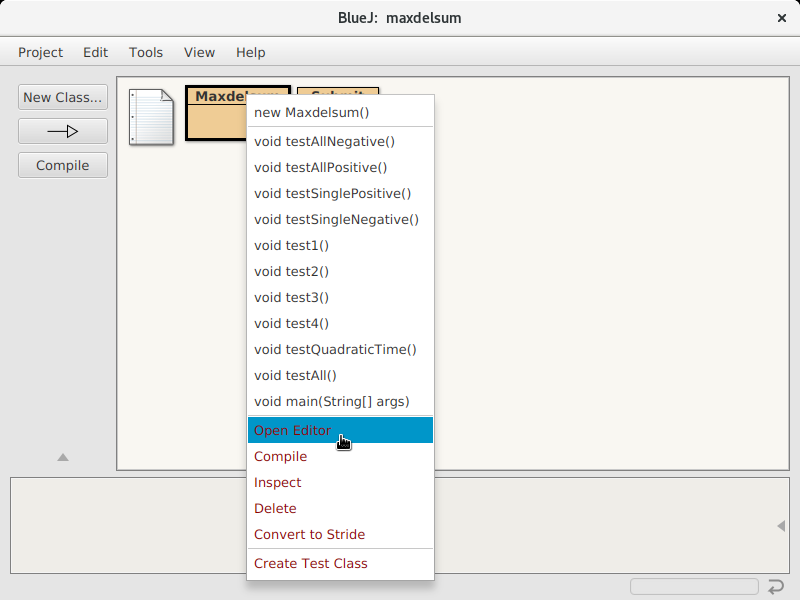 BlueJ:  maxdelsum
Project Edit Tools View Help
New Class...
Compile
new Maxdelsum()
void testAllNegative()
void testAllPositive()
void testSinglePositive()
void testSingleNegative()
void test1()
void test2()
void test3()
void test4()
void testQuadraticTime()
void testAll()
void main(String[] args)
Open Editor
Compile
Inspect
Delete
Convert to Stride
Create Test Class